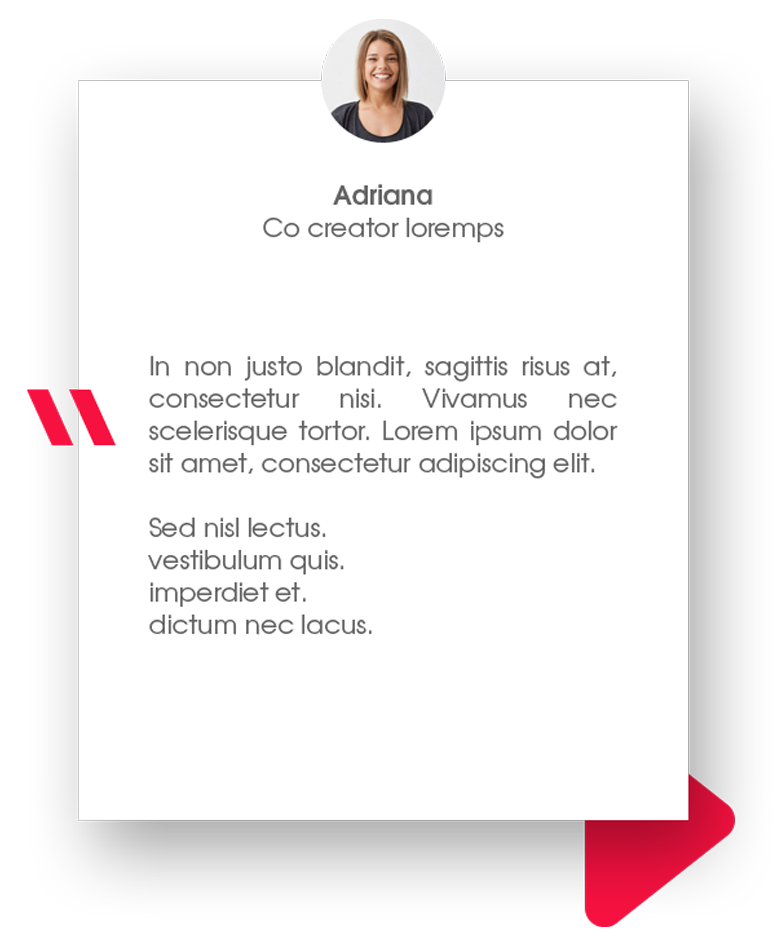 Adriana
Co creator loremps
In non justo blandit, sagittis risus at,
consectetur nisi. Vivamus nec
scelerisque tortor. Lorem ipsum dolor
sit amet, consectetur adipiscing elit.
Sed nisl lectus.
vestibulum quis.
imperdiet et.
dictum nec lacus.